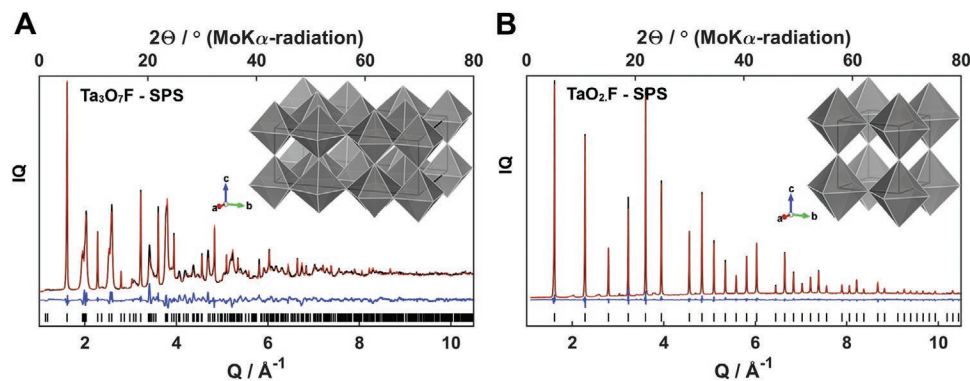 A
2Θ / ° (MoKα-radiation)
0 20 40 60 80
Ta₃O₇F - SPS
IQ
c
a b
2 4 6 8 10
Q / Å⁻¹
B
2Θ / ° (MoKα-radiation)
0 20 40 60 80
TaO₂.F - SPS
IQ
c
a b
2 4 6 8 10
Q / Å⁻¹